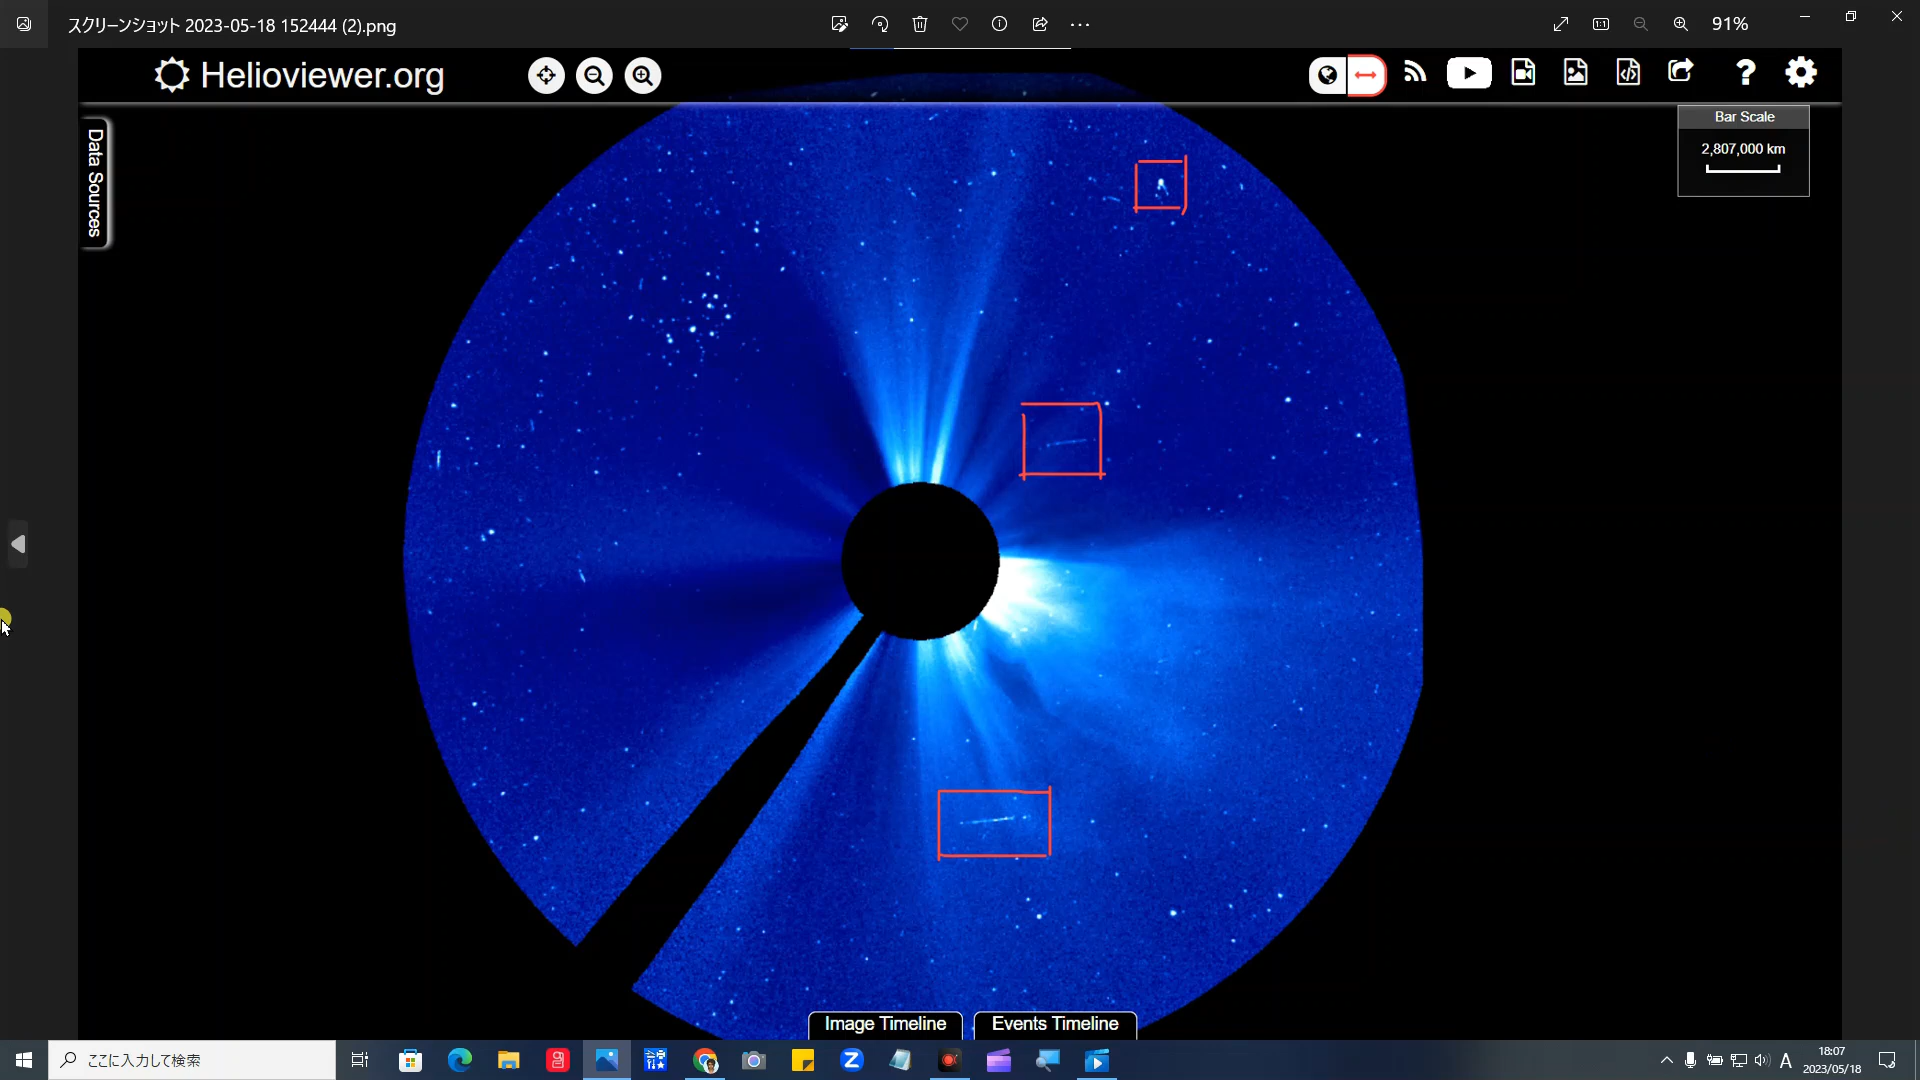 スクリーンショット 2023-05-18 152444 (2).png
91%
Helioviewer.org
Data Sources
Bar Scale
2,807,000 km
Image Timeline
Events Timeline
ここに入力して検索
A
18:07
2023/05/18